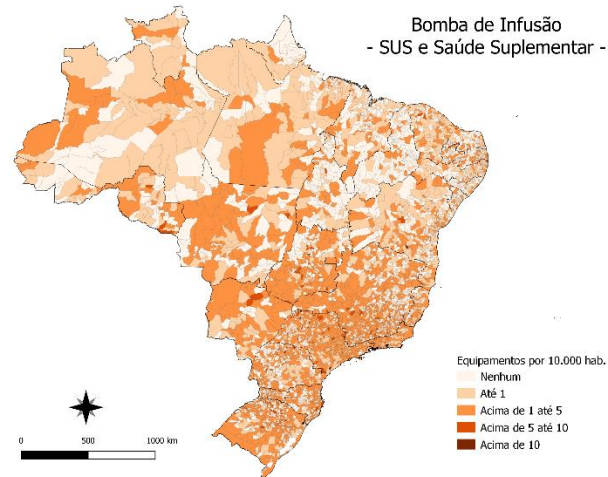 Bomba de Infusão
- SUS e Saúde Suplementar -
Equipamentos por 10.000 hab.
Nenhum
Até 1
Acima de 1 até 5
Acima de 5 até 10
Acima de 10
0 500 1000 km